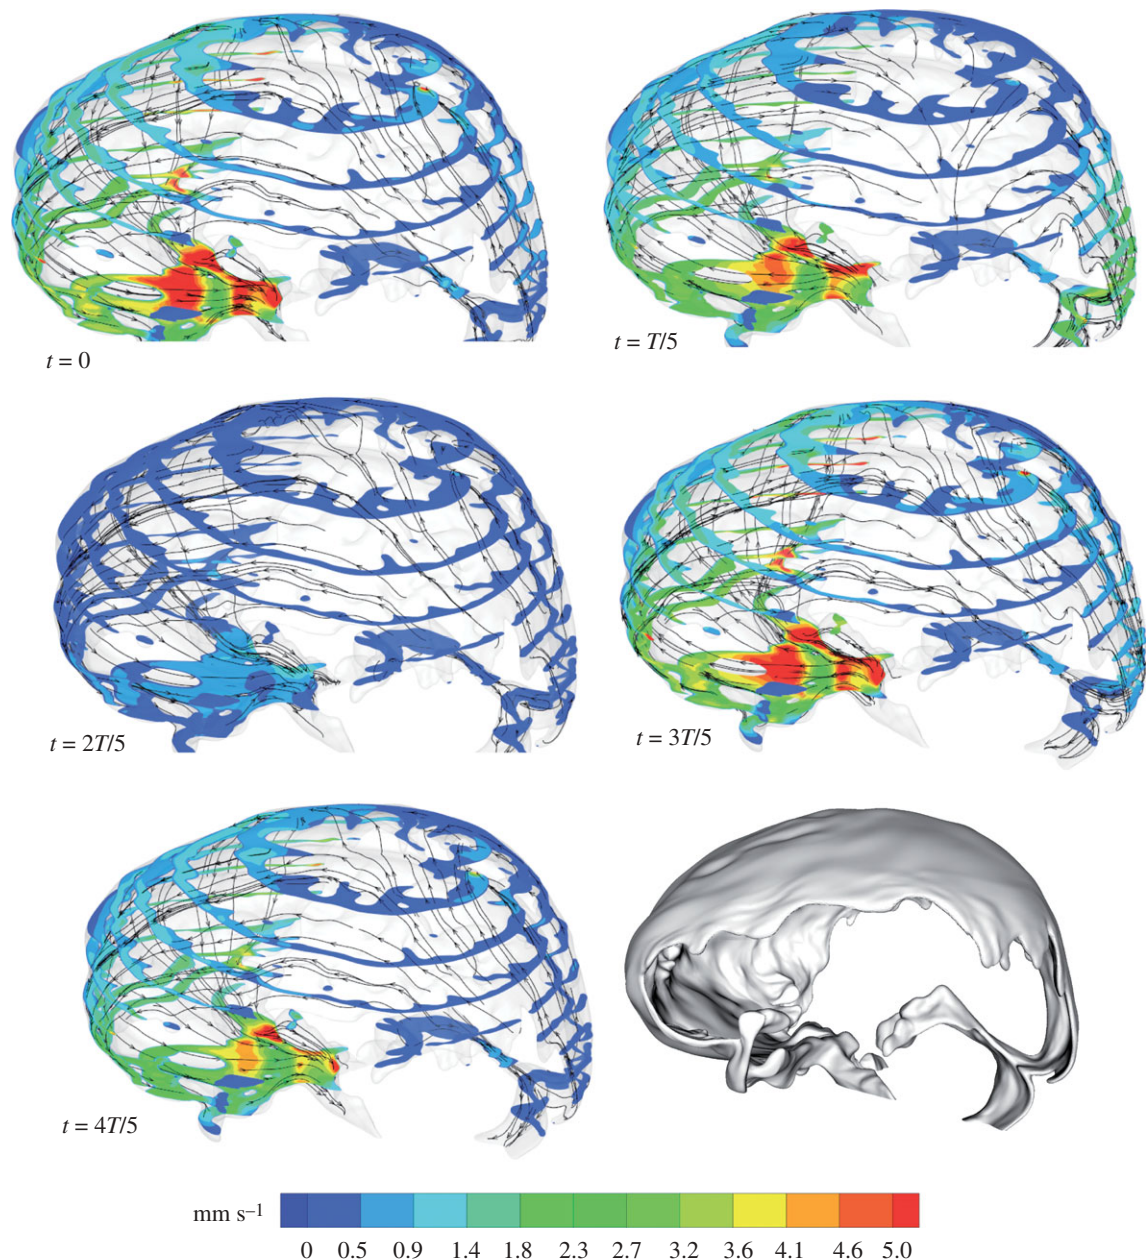 t = 0
t = T/5
t = 2T/5
t = 3T/5
t = 4T/5
mm s⁻¹
0 0.5 0.9 1.4 1.8 2.3 2.7 3.2 3.6 4.1 4.6 5.0